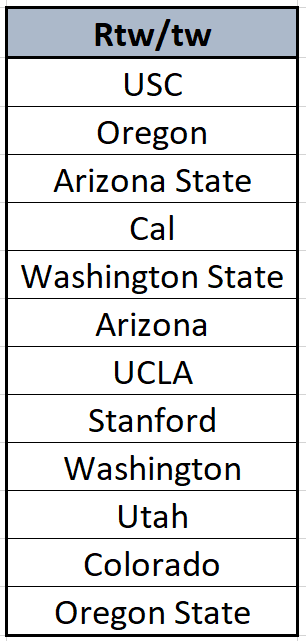 Rtw/tw
USC
Oregon
Arizona State
Cal
Washington State
Arizona
UCLA
Stanford
Washington
Utah
Colorado
Oregon State